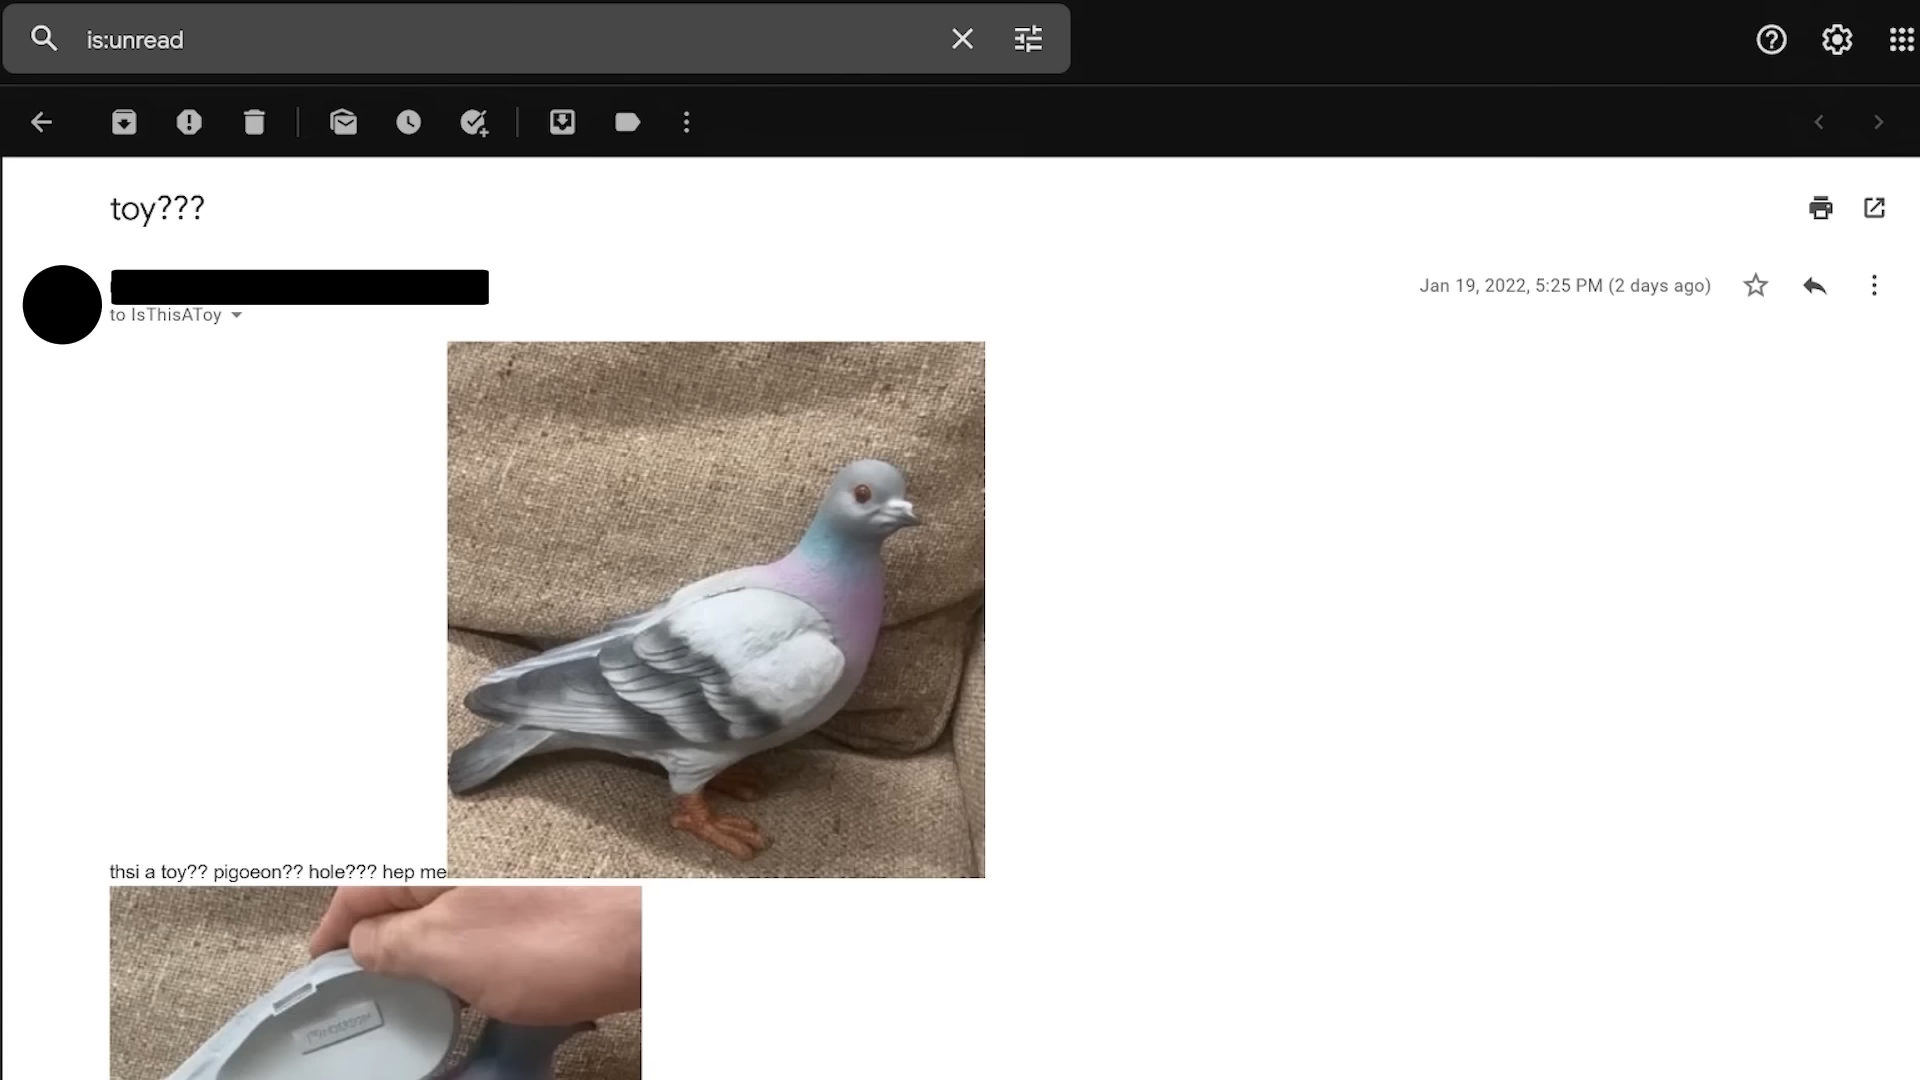 is:unread
toy???
Jan 19, 2022, 5:25 PM (2 days ago)
to IsThisAToy
thsi a toy?? pigoeon?? hole??? hep me